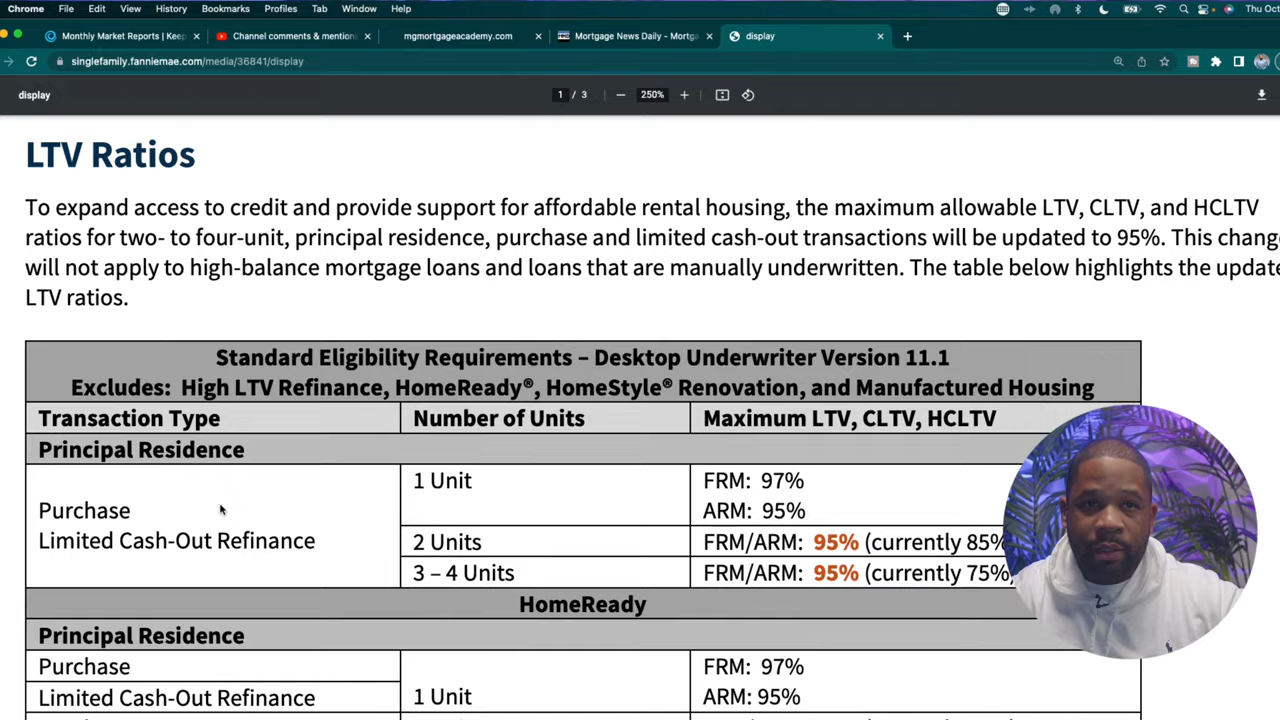 Chrome File Edit View History Bookmarks Profiles Tab Window Help Thu Oct
Monthly Market Reports | Keep Channel comments & mentions mgmortgageacademy.com Mortgage News Daily - Mortga display
singlefamily.fanniemae.com/media/36841/display
display 1 / 3 250%
LTV Ratios
To expand access to credit and provide support for affordable rental housing, the maximum allowable LTV, CLTV, and HCLTV
ratios for two- to four-unit, principal residence, purchase and limited cash-out transactions will be updated to 95%. This chang
will not apply to high-balance mortgage loans and loans that are manually underwritten. The table below highlights the update
LTV ratios.
Standard Eligibility Requirements – Desktop Underwriter Version 11.1
Excludes: High LTV Refinance, HomeReady®, HomeStyle® Renovation, and Manufactured Housing
Transaction Type Number of Units Maximum LTV, CLTV, HCLTV
Principal Residence
1 Unit FRM: 97%
Purchase ARM: 95%
Limited Cash-Out Refinance 2 Units FRM/ARM: 95% (currently 85%
3 – 4 Units FRM/ARM: 95% (currently 75%)
HomeReady
Principal Residence
Purchase FRM: 97%
Limited Cash-Out Refinance 1 Unit ARM: 95%